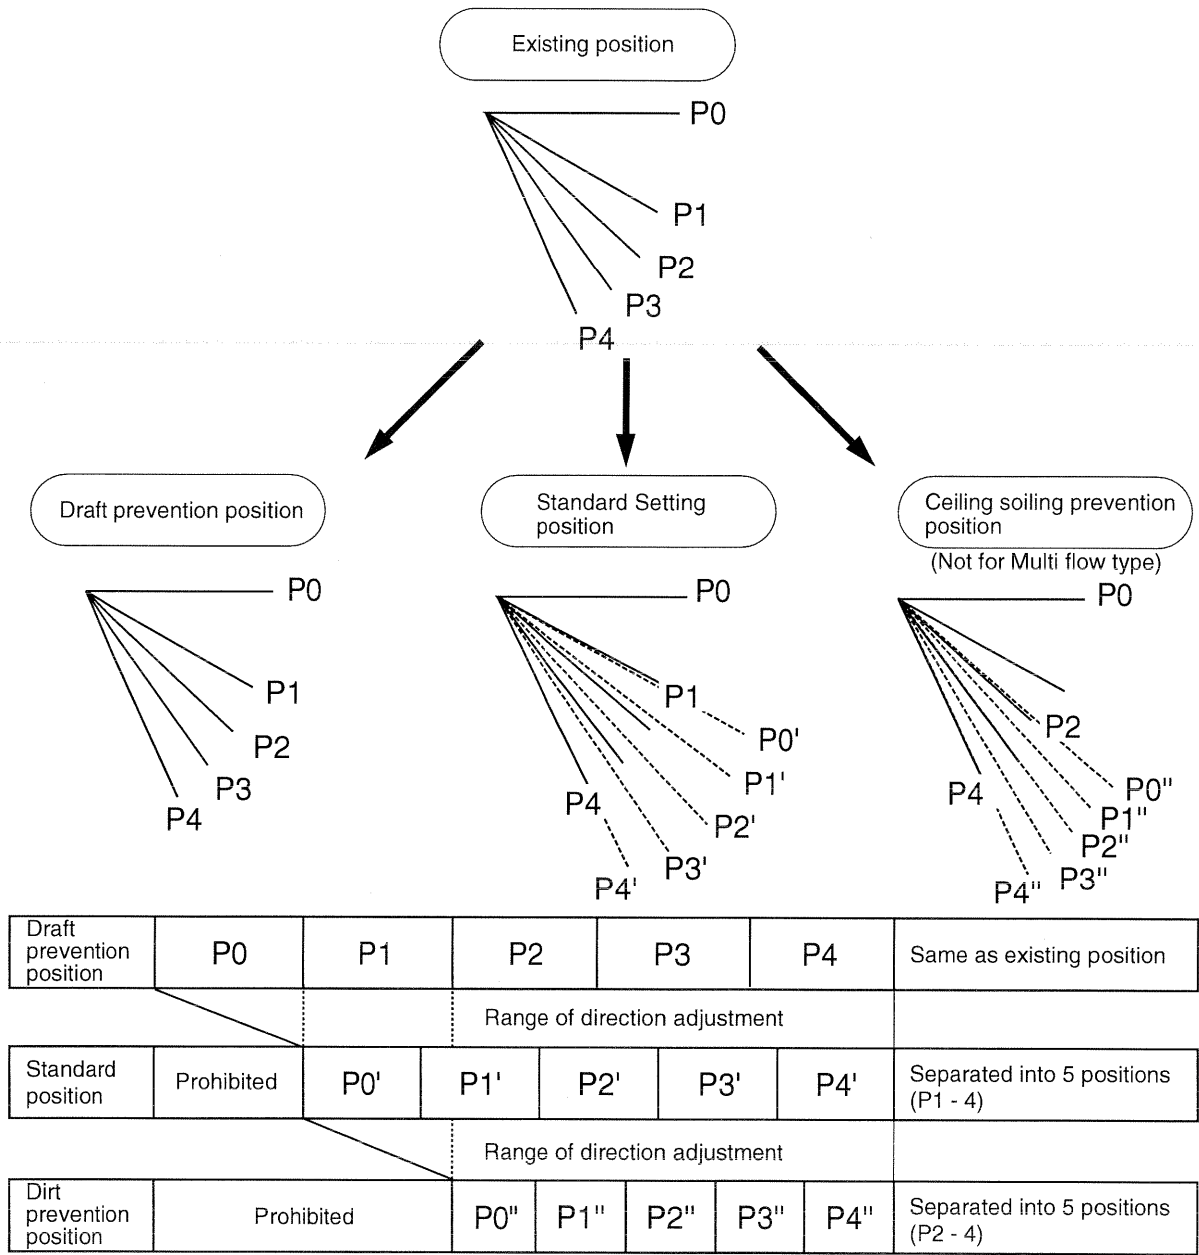 Existing position
P0
P1
P2
P3
P4
Draft prevention position
P0
P1
P2
P3
P4
Standard Setting
position
P0
P1
P0'
P1'
P4
P2'
P3'
P4'
Ceiling soiling prevention
position
(Not for Multi flow type)
P0
P2
P4
P0"
P1"
P2"
P3"
P4"
Draft
prevention
position
P0
P1
P2
P3
P4
Same as existing position
Range of direction adjustment
Standard
position
Prohibited
P0'
P1'
P2'
P3'
P4'
Separated into 5 positions
(P1 - 4)
Range of direction adjustment
Dirt
prevention
position
Prohibited
P0"
P1"
P2"
P3"
P4"
Separated into 5 positions
(P2 - 4)